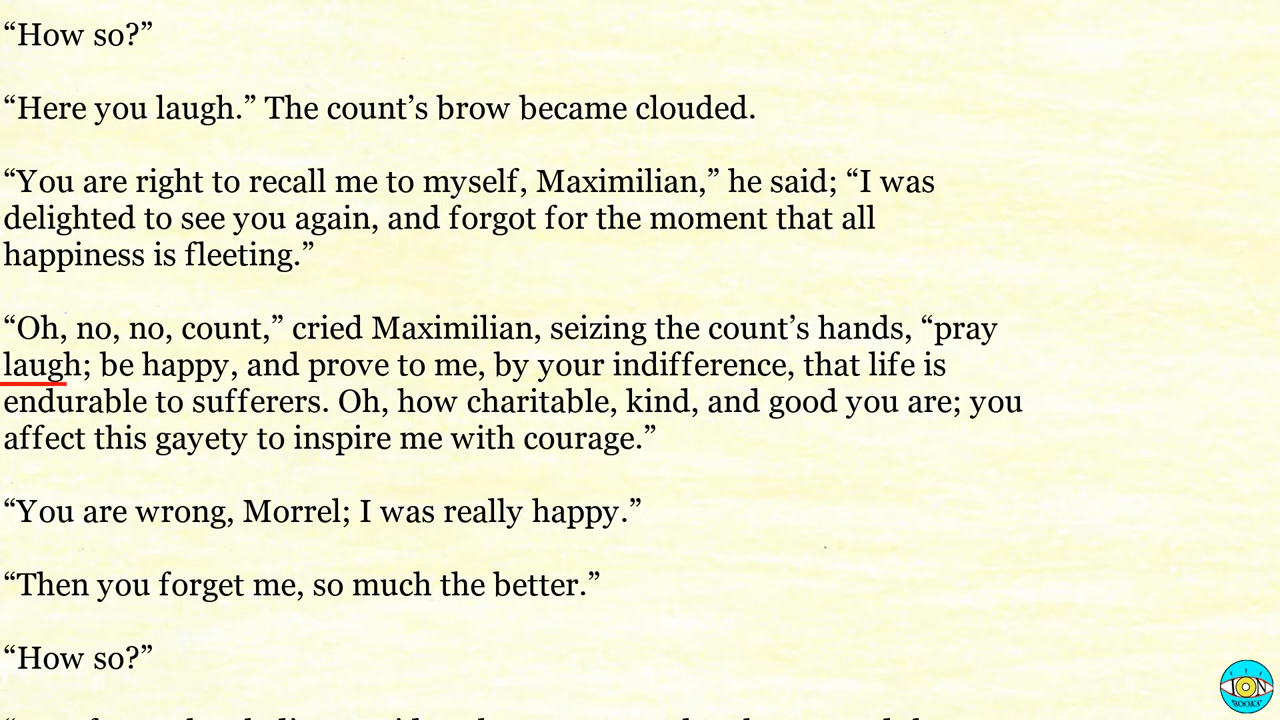 “How so?”
“Here you laugh.” The count’s brow became clouded.
“You are right to recall me to myself, Maximilian,” he said; “I was
delighted to see you again, and forgot for the moment that all
happiness is fleeting.”
“Oh, no, no, count,” cried Maximilian, seizing the count’s hands, “pray
laugh; be happy, and prove to me, by your indifference, that life is
endurable to sufferers. Oh, how charitable, kind, and good you are; you
affect this gayety to inspire me with courage.”
“You are wrong, Morrel; I was really happy.”
“Then you forget me, so much the better.”
“How so?”
ION
BOOKS